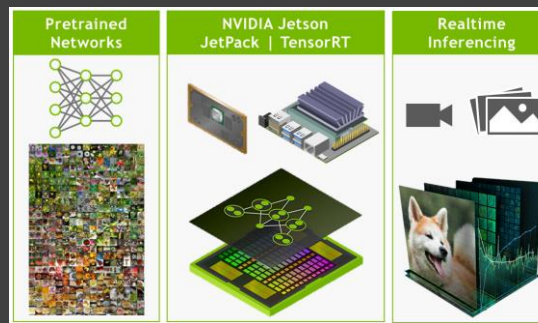 Pretrained
Networks
NVIDIA Jetson
JetPack | TensorRT
Realtime
Inferencing